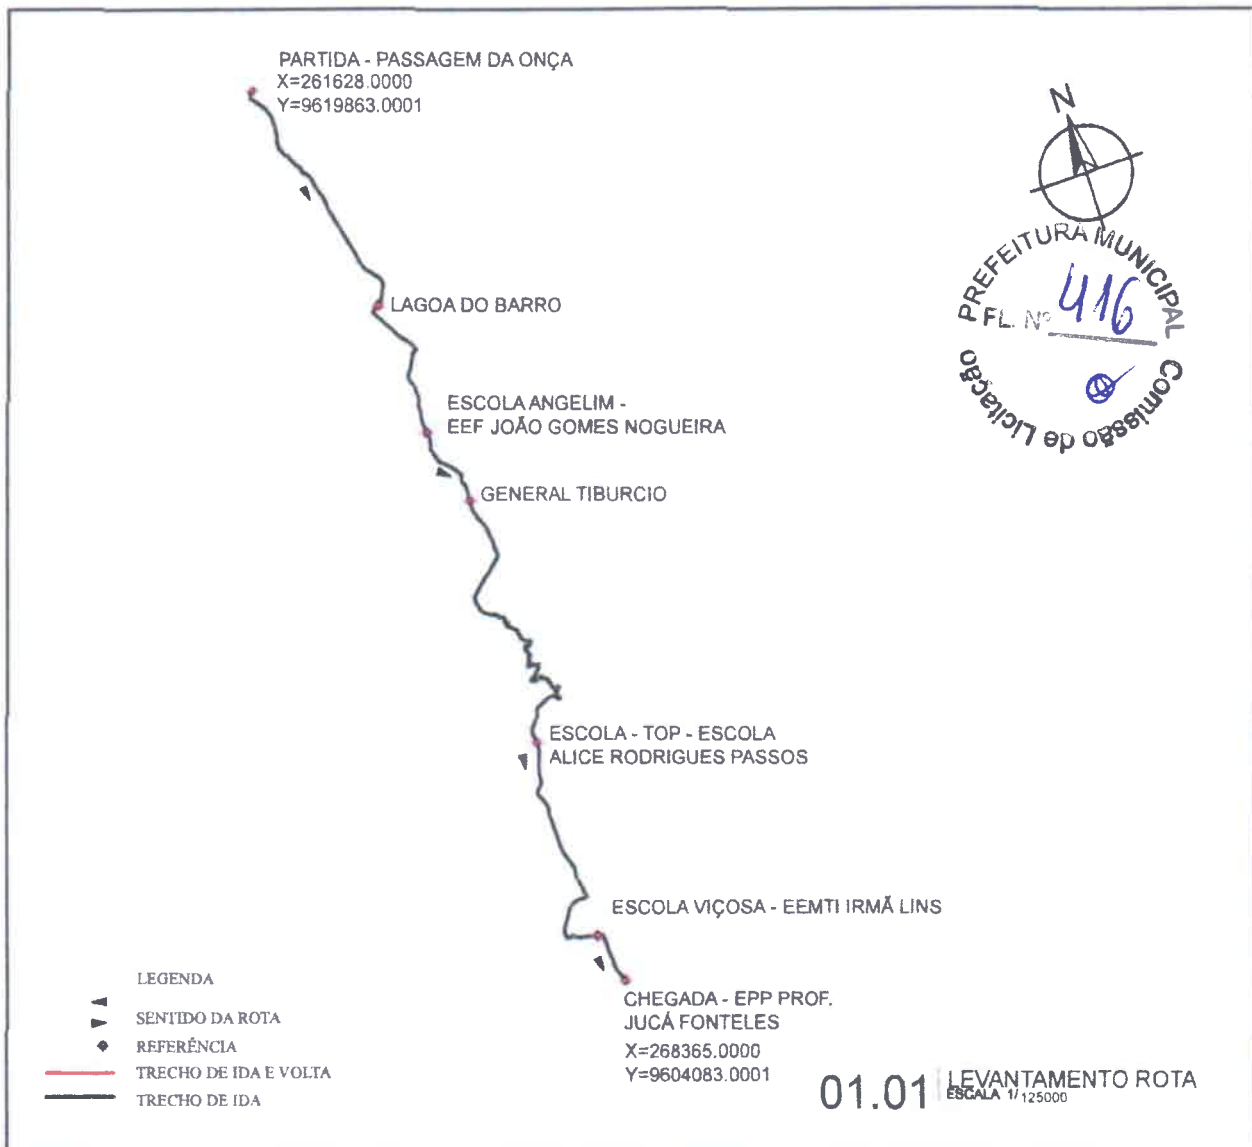 PARTIDA - PASSAGEM DA ONÇA
X=261628.0000
Y=9619863.0001
N
PREFEITURA MUNICIPAL
FL. Nº 416
Comissão de Licitação
LAGOA DO BARRO
ESCOLA ANGELIM -
EEF JOÃO GOMES NOGUEIRA
GENERAL TIBURCIO
ESCOLA - TOP - ESCOLA
ALICE RODRIGUES PASSOS
ESCOLA VIÇOSA - EEMTI IRMÃ LINS
CHEGADA - EPP PROF.
JUCÁ FONTELES
X=268365.0000
Y=9604083.0001
LEGENDA
SENTIDO DA ROTA
REFERÊNCIA
TRECHO DE IDA E VOLTA
TRECHO DE IDA
01.01 LEVANTAMENTO ROTA
ESCALA 1/125000